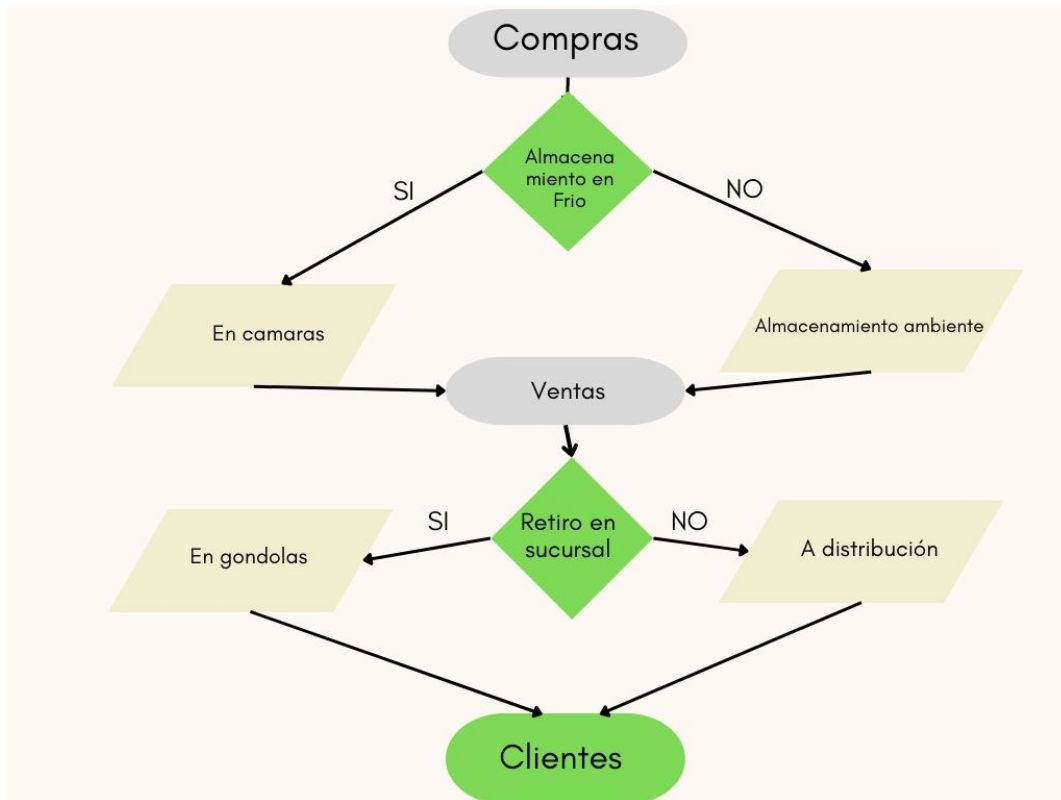 Compras
Almacena
miento en
Frio
SI
NO
En camaras
Almacenamiento ambiente
Ventas
Retiro en
sucursal
SI
NO
En gondolas
A distribución
Clientes